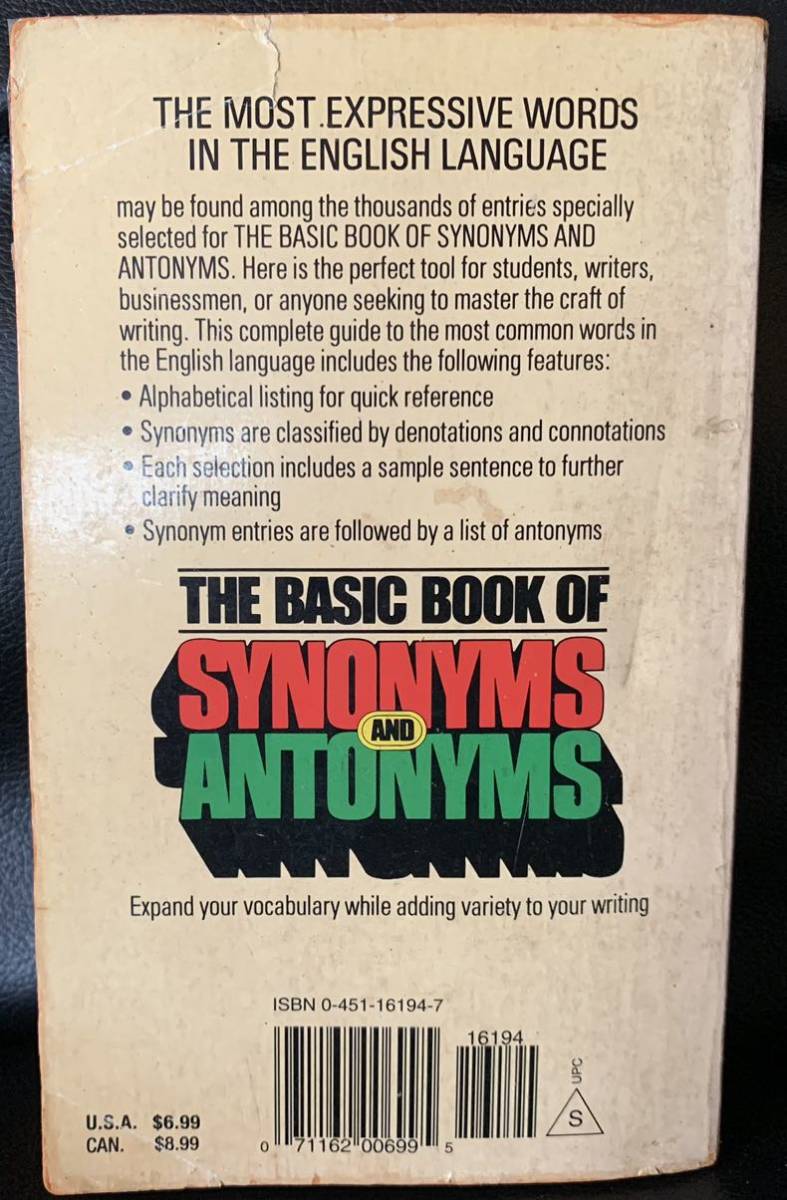 THE MOST EXPRESSIVE WORDS
IN THE ENGLISH LANGUAGE
may be found among the thousands of entries specially
selected for THE BASIC BOOK OF SYNONYMS AND
ANTONYMS. Here is the perfect tool for students, writers,
businessmen, or anyone seeking to master the craft of
writing. This complete guide to the most common words in
the English language includes the following features:
• Alphabetical listing for quick reference
• Synonyms are classified by denotations and connotations
• Each selection includes a sample sentence to further
clarify meaning
• Synonym entries are followed by a list of antonyms
THE BASIC BOOK OF
SYNONYMS
AND
ANTONYMS
Expand your vocabulary while adding variety to your writing
ISBN 0-451-16194-7
16194
UPC
S
U.S.A. $6.99
CAN. $8.99
0 71162 00699 5